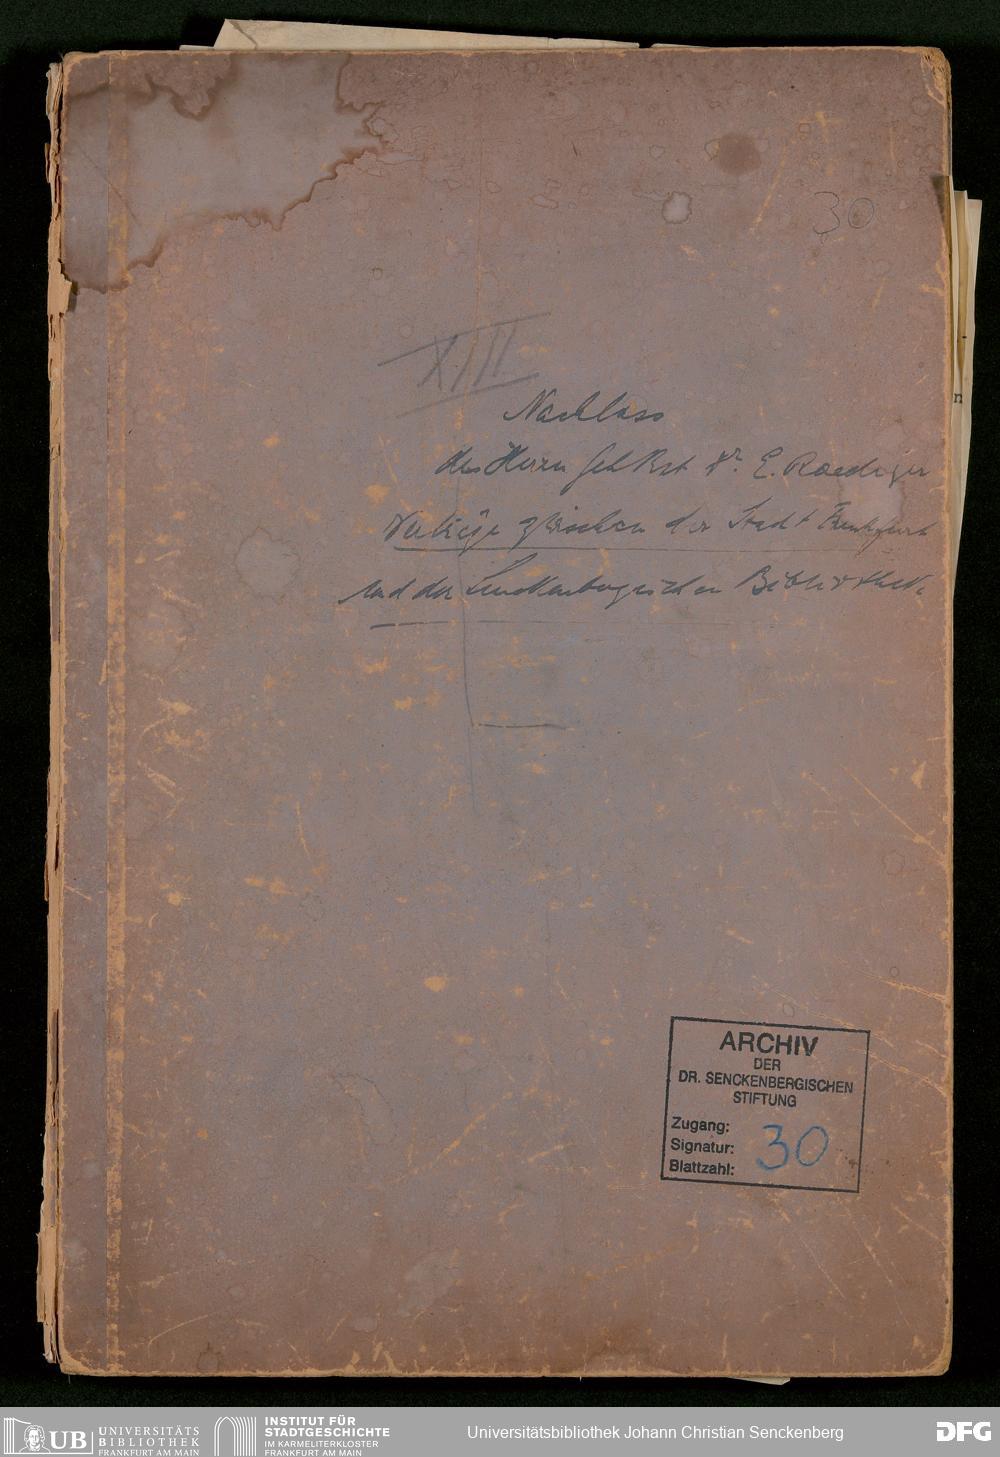 30
XIII
Nachlass
des Herrn Geh Rat Dr. E. Roediger
Verträge zwischen der Stadt Frankfurt
und der Senckenbergischen Bibliothek.
ARCHIV
DER
DR. SENCKENBERGISCHEN
STIFTUNG
Zugang:
Signatur: 30
Blattzahl:
n
UB UNIVERSITÄTS
BIBLIOTHEK
FRANKFURT AM MAIN
INSTITUT FÜR
STADTGESCHICHTE
IM KARMELITERKLOSTER
FRANKFURT AM MAIN
Universitätsbibliothek Johann Christian Senckenberg
DFG